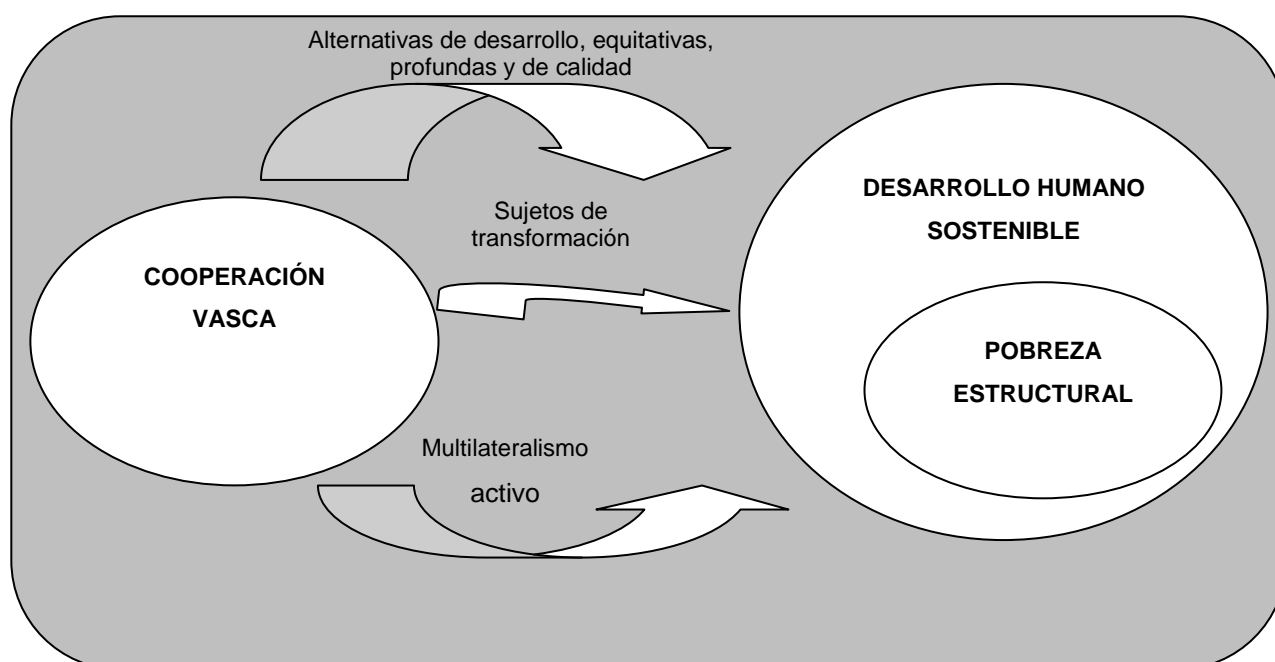 Alternativas de desarrollo, equitativas,
profundas y de calidad
Sujetos de
transformación
COOPERACIÓN
VASCA
DESARROLLO HUMANO
SOSTENIBLE
POBREZA
ESTRUCTURAL
Multilateralismo
activo